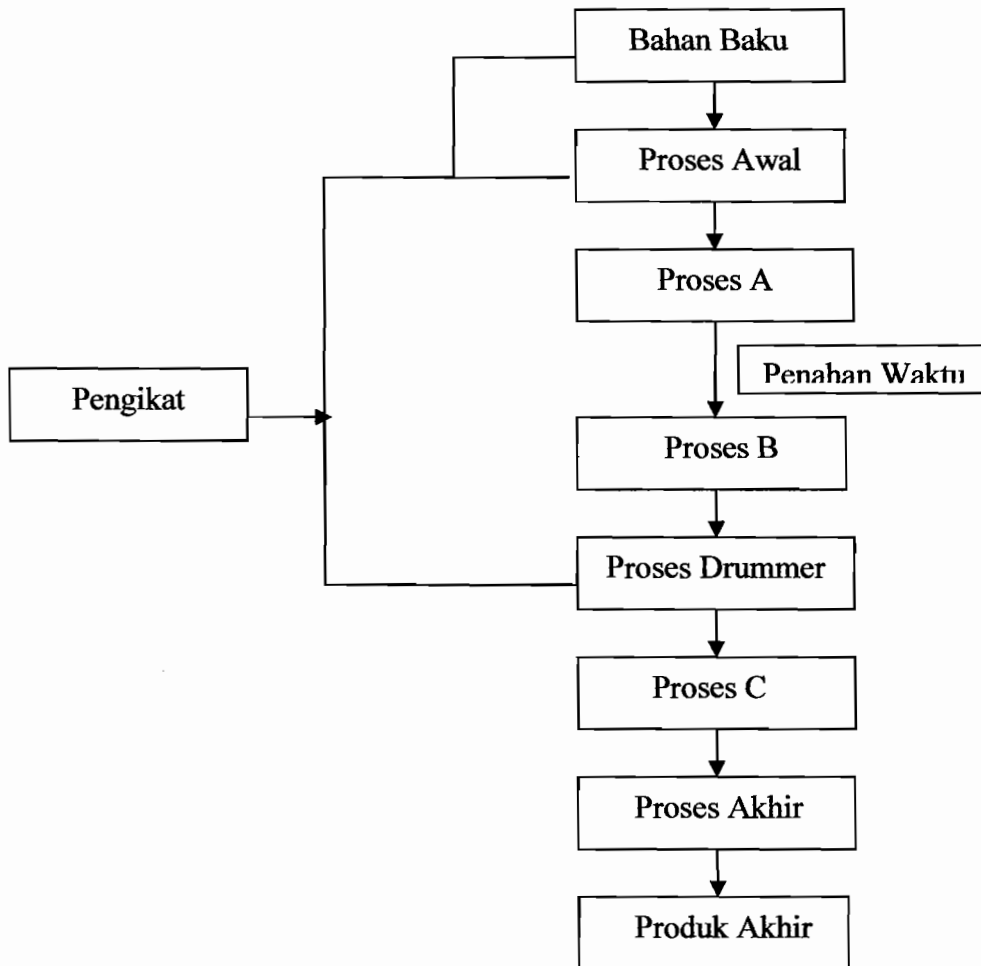 Bahan Baku
Proses Awal
Proses A
Penahan Waktu
Pengikat
Proses B
Proses Drummer
Proses C
Proses Akhir
Produk Akhir